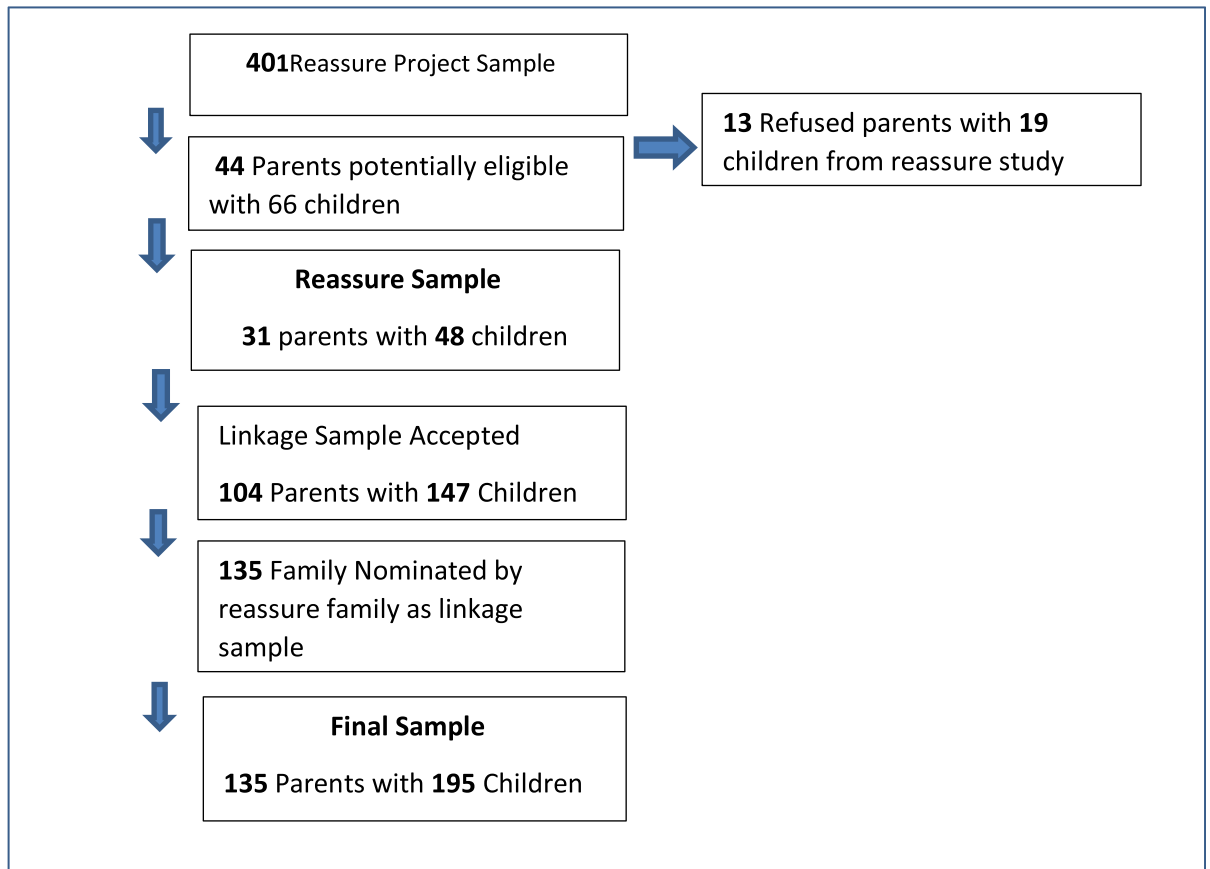 401Reassure Project Sample
13 Refused parents with 19
children from reassure study
44 Parents potentially eligible
with 66 children
Reassure Sample
31 parents with 48 children
Linkage Sample Accepted
104 Parents with 147 Children
135 Family Nominated by
reassure family as linkage
sample
Final Sample
135 Parents with 195 Children